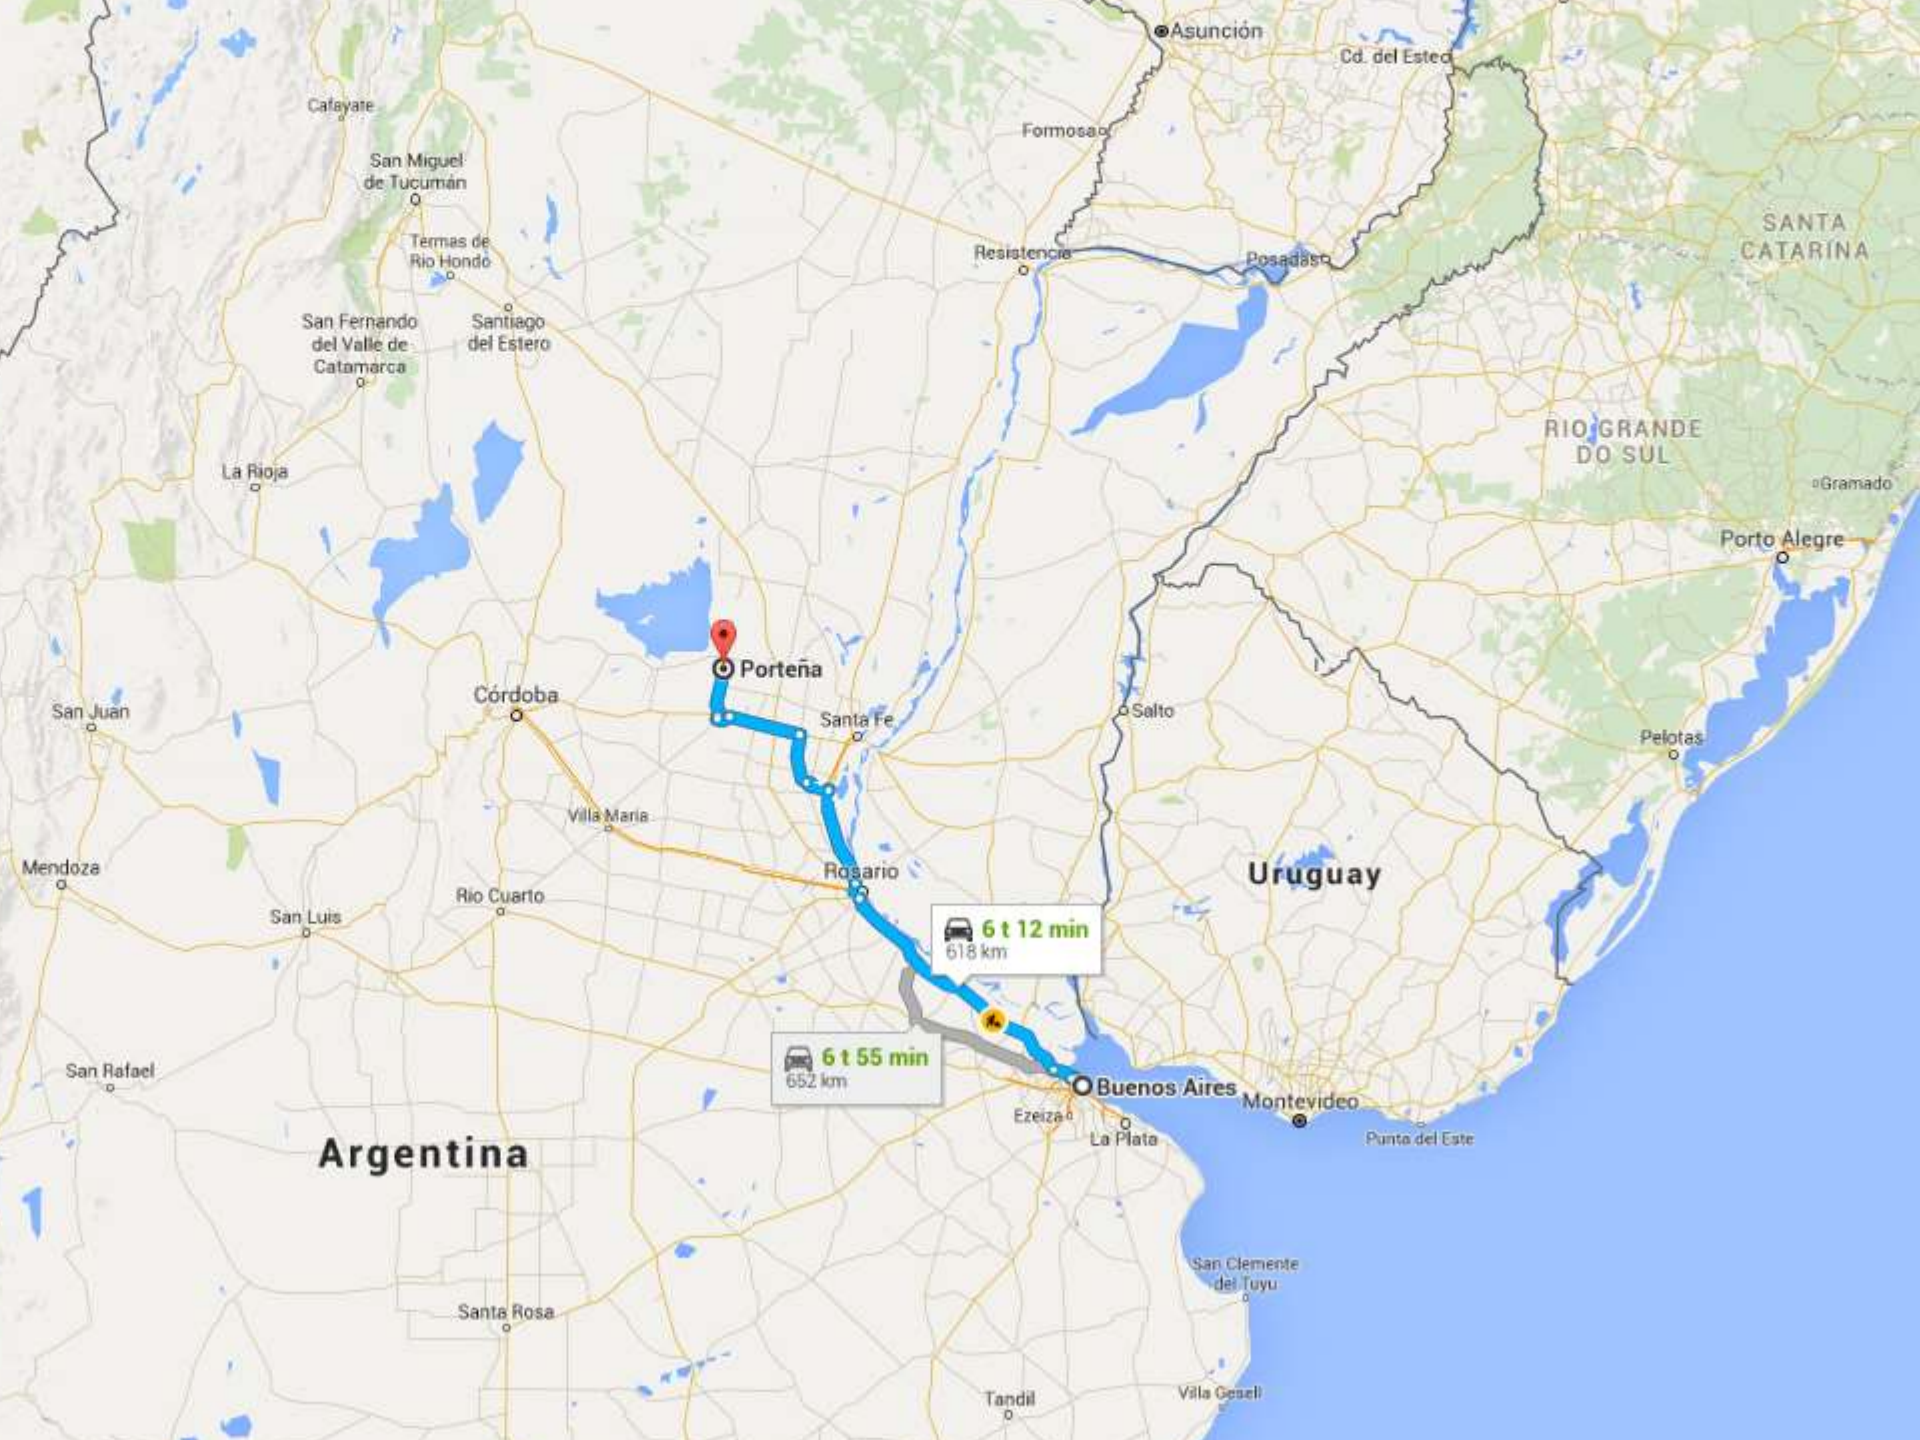 Asunción
Cd. del Este
Cafayate
Formosa
San Miguel
de Tucumán
SANTA
CATARINA
Termas de
Rio Hondo
Resistencia
Posadas
San Fernando
del Valle de
Catamarca
Santiago
del Estero
RIO GRANDE
DO SUL
La Rioja
Gramado
Porto Alegre
Porteña
Córdoba
San Juan
Santa Fe
Salto
Pelotas
Villa Maria
Mendoza
Rosario
Uruguay
Rio Cuarto
San Luis
6 t 12 min
618 km
6 t 55 min
652 km
San Rafael
Buenos Aires
Montevideo
Ezeiza
La Plata
Punta del Este
Argentina
San Clemente
del Tuyu
Santa Rosa
Tandil
Villa Gesell